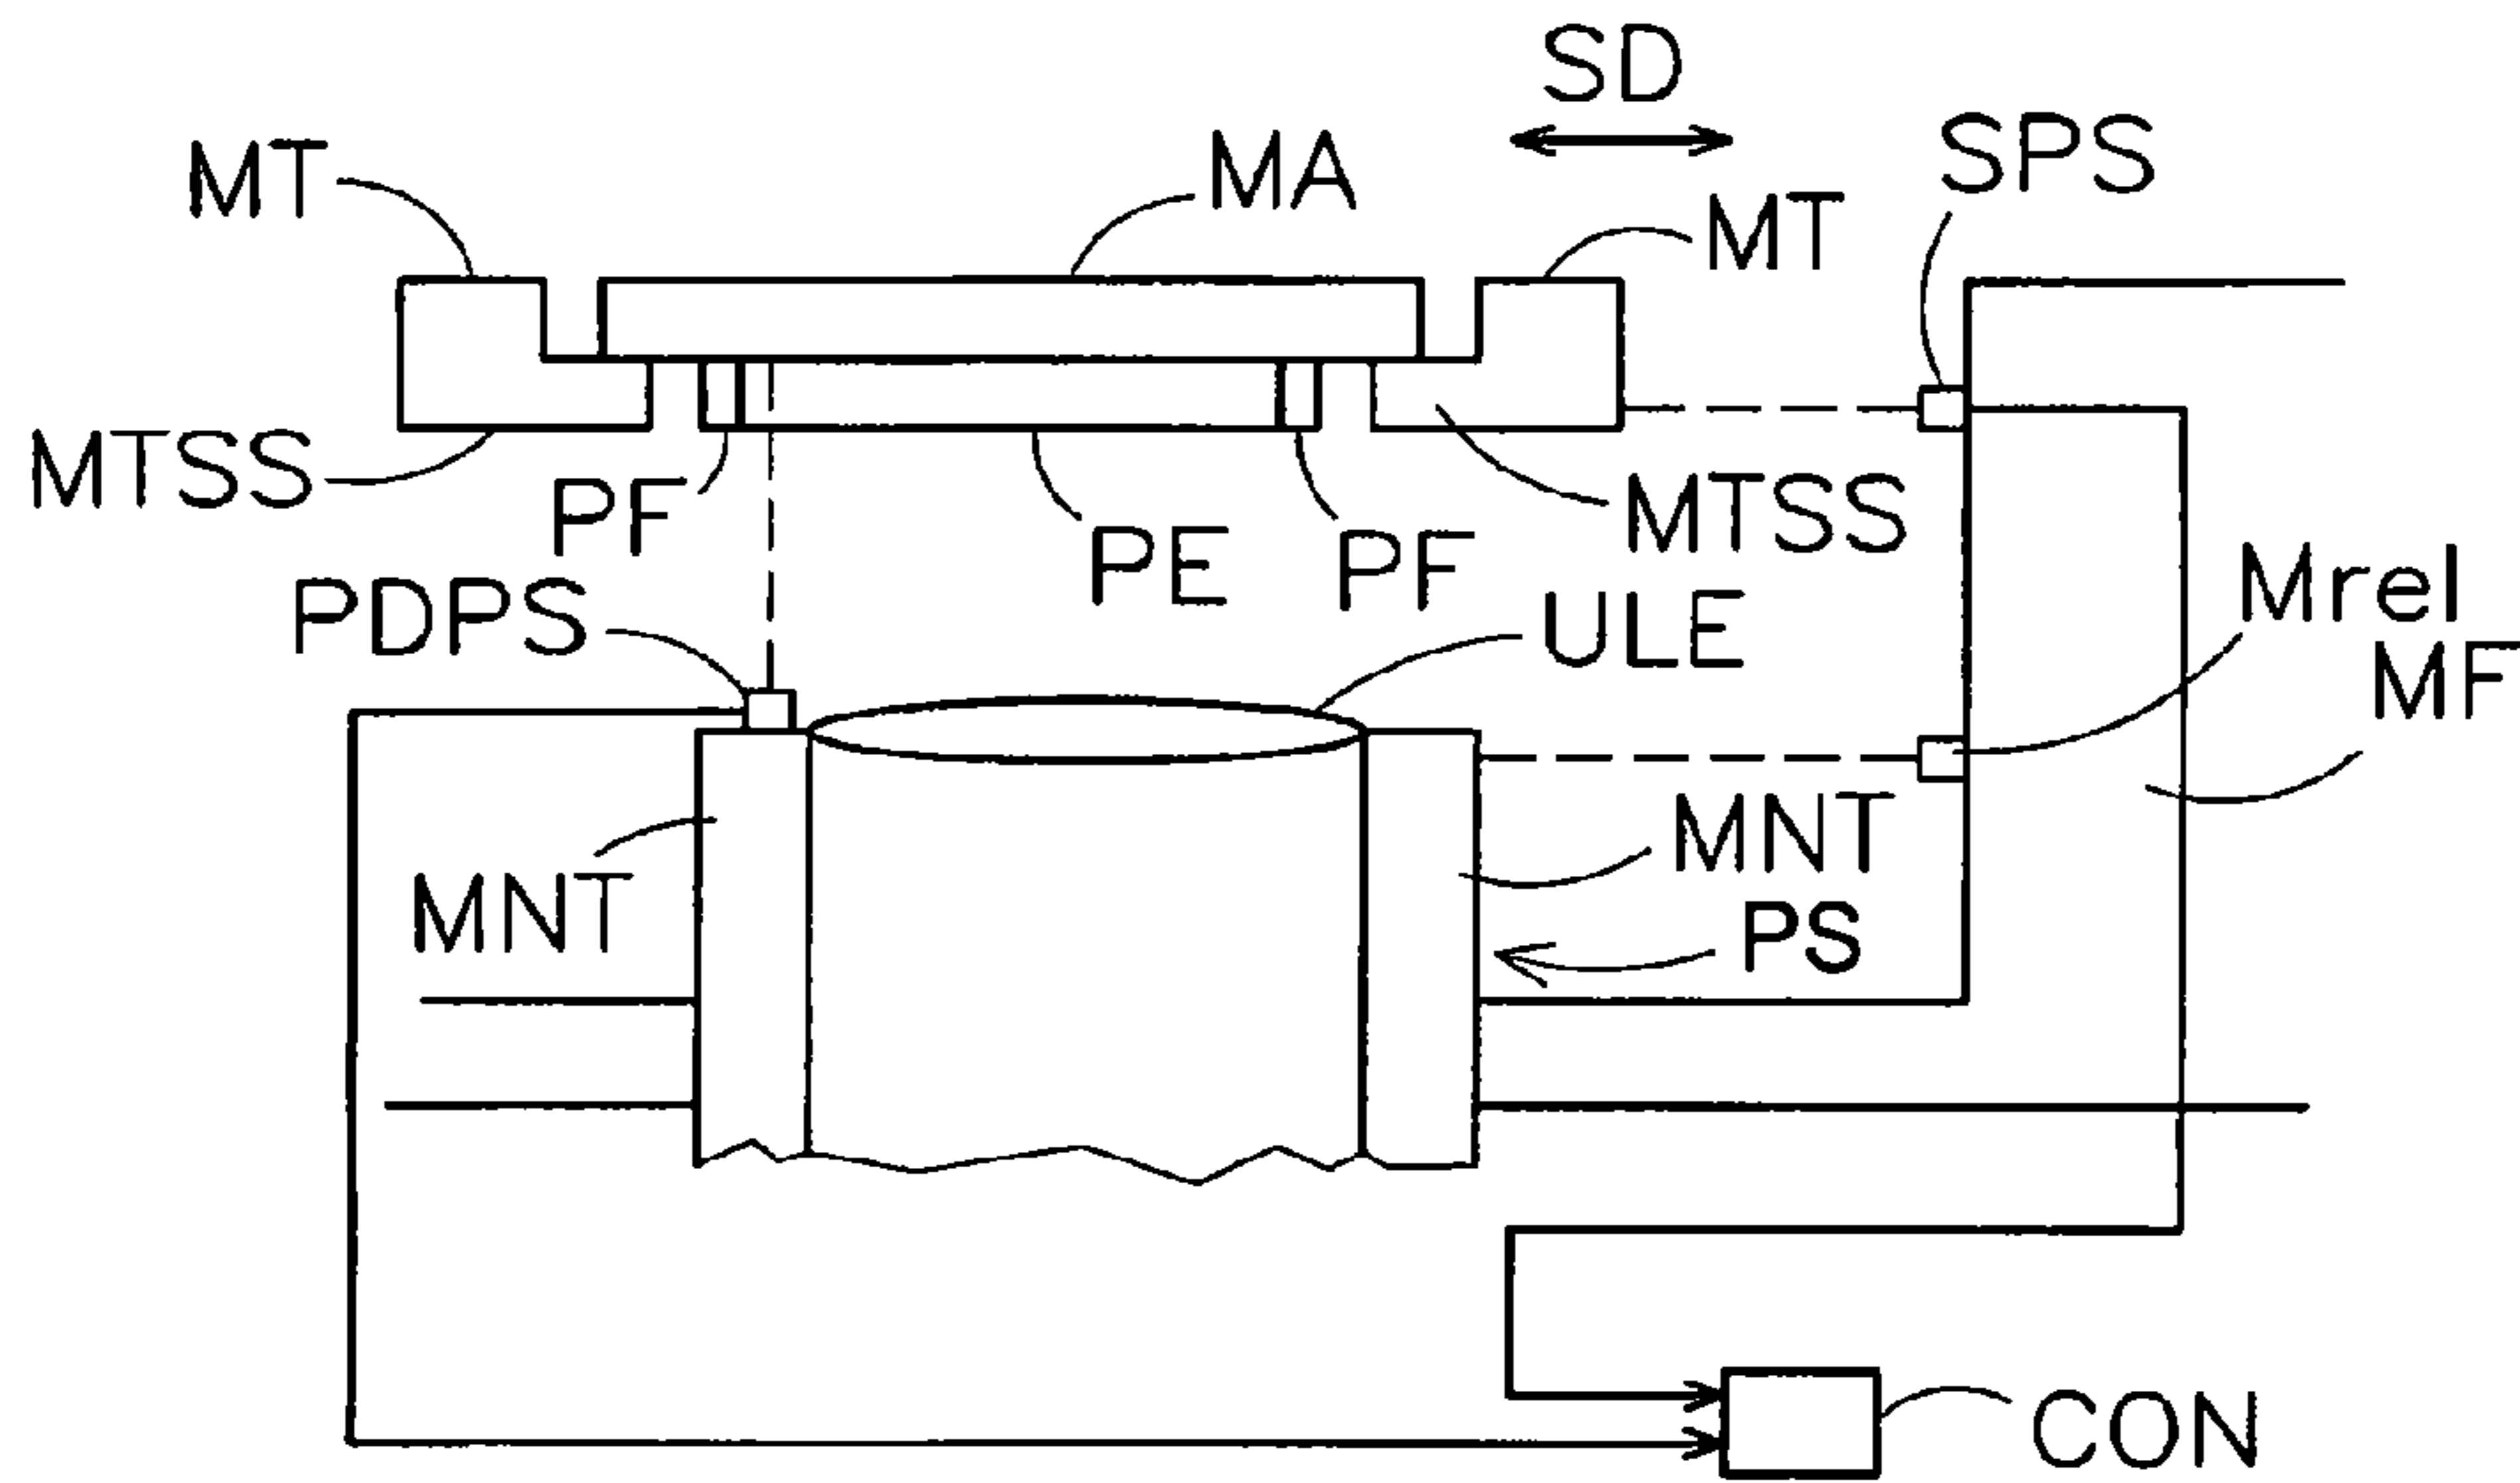 SD
SPS
MT
MA
MT
MTSS
PF
PE
PF
MTSS
PDPS
ULE
Mrel
MF
MNT
MNT
PS
CON